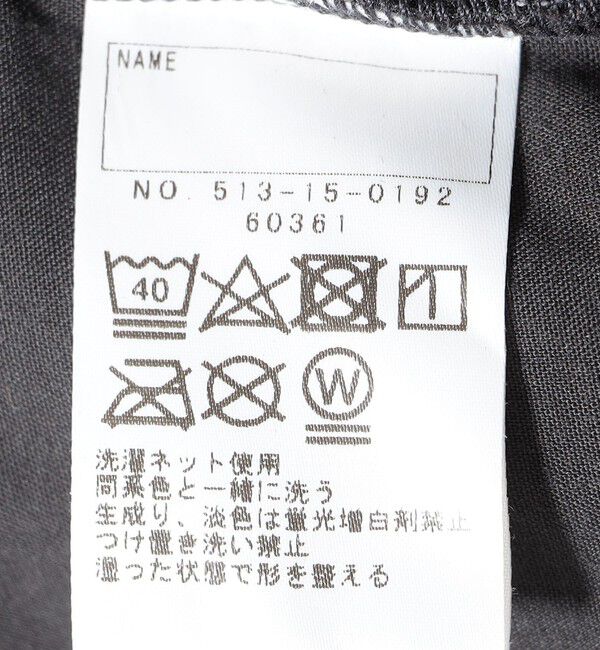 NAME
NO. 513-15-0192
60361
40
W
洗濯ネット使用
同系色と一緒に洗う
生成り、淡色は蛍光増白剤禁止
つけ置き洗い禁止
湿った状態で形を整える